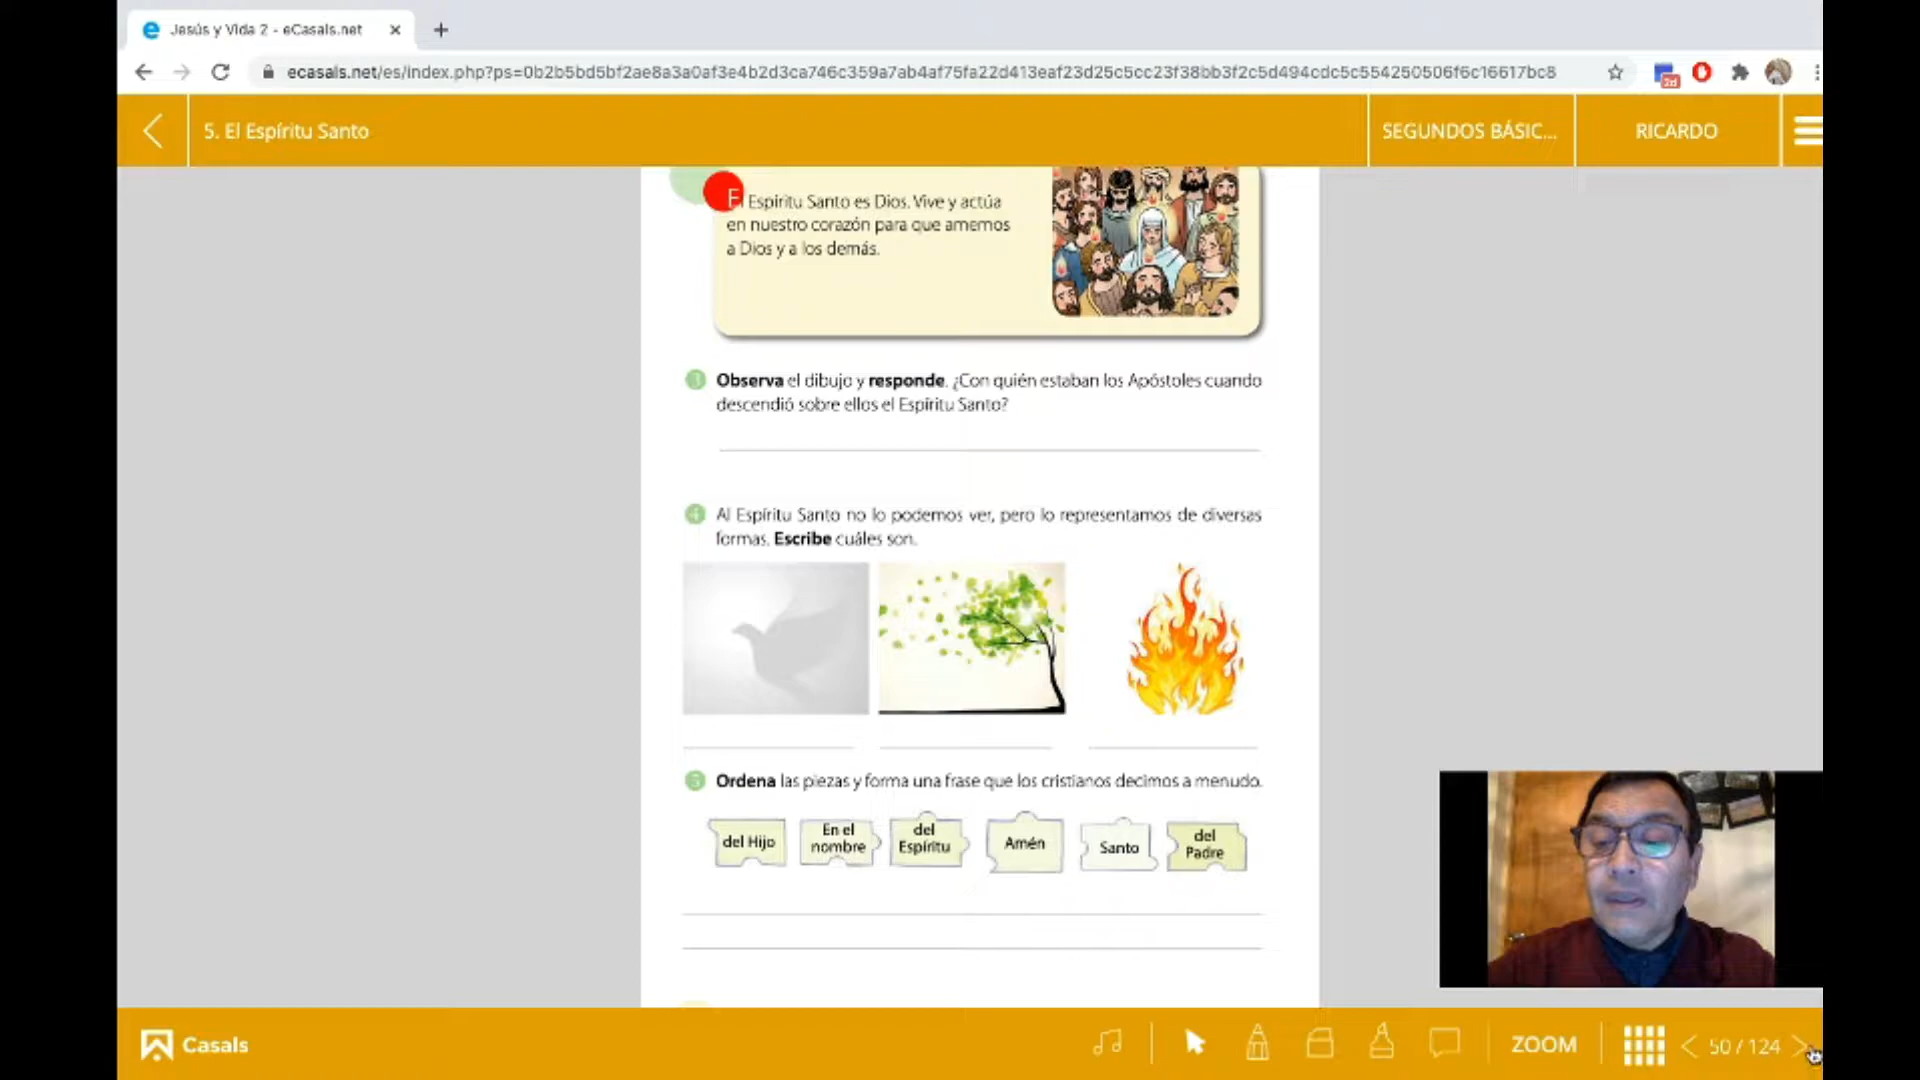 Jesús y Vida 2 - eCasals.net
ecasals.net/es/index.php?ps=0b2b5bd5bf2ae8a3a0af3e4b2d3ca746c359a7ab4af75fa22d413eaf23d25c5cc23f38bb3f2c5d494cdc5c554250506f6c16617bc8
2d
5. El Espíritu Santo
SEGUNDOS BÁSIC...
RICARDO
El Espíritu Santo es Dios. Vive y actúa
en nuestro corazón para que amemos
a Dios y a los demás.
3 Observa el dibujo y responde. ¿Con quién estaban los Apóstoles cuando
descendió sobre ellos el Espíritu Santo?
4 Al Espíritu Santo no lo podemos ver, pero lo representamos de diversas
formas. Escribe cuáles son.
5 Ordena las piezas y forma una frase que los cristianos decimos a menudo.
del Hijo
En el
nombre
del
Espíritu
Amén
Santo
del
Padre
Casals
ZOOM
50 / 124